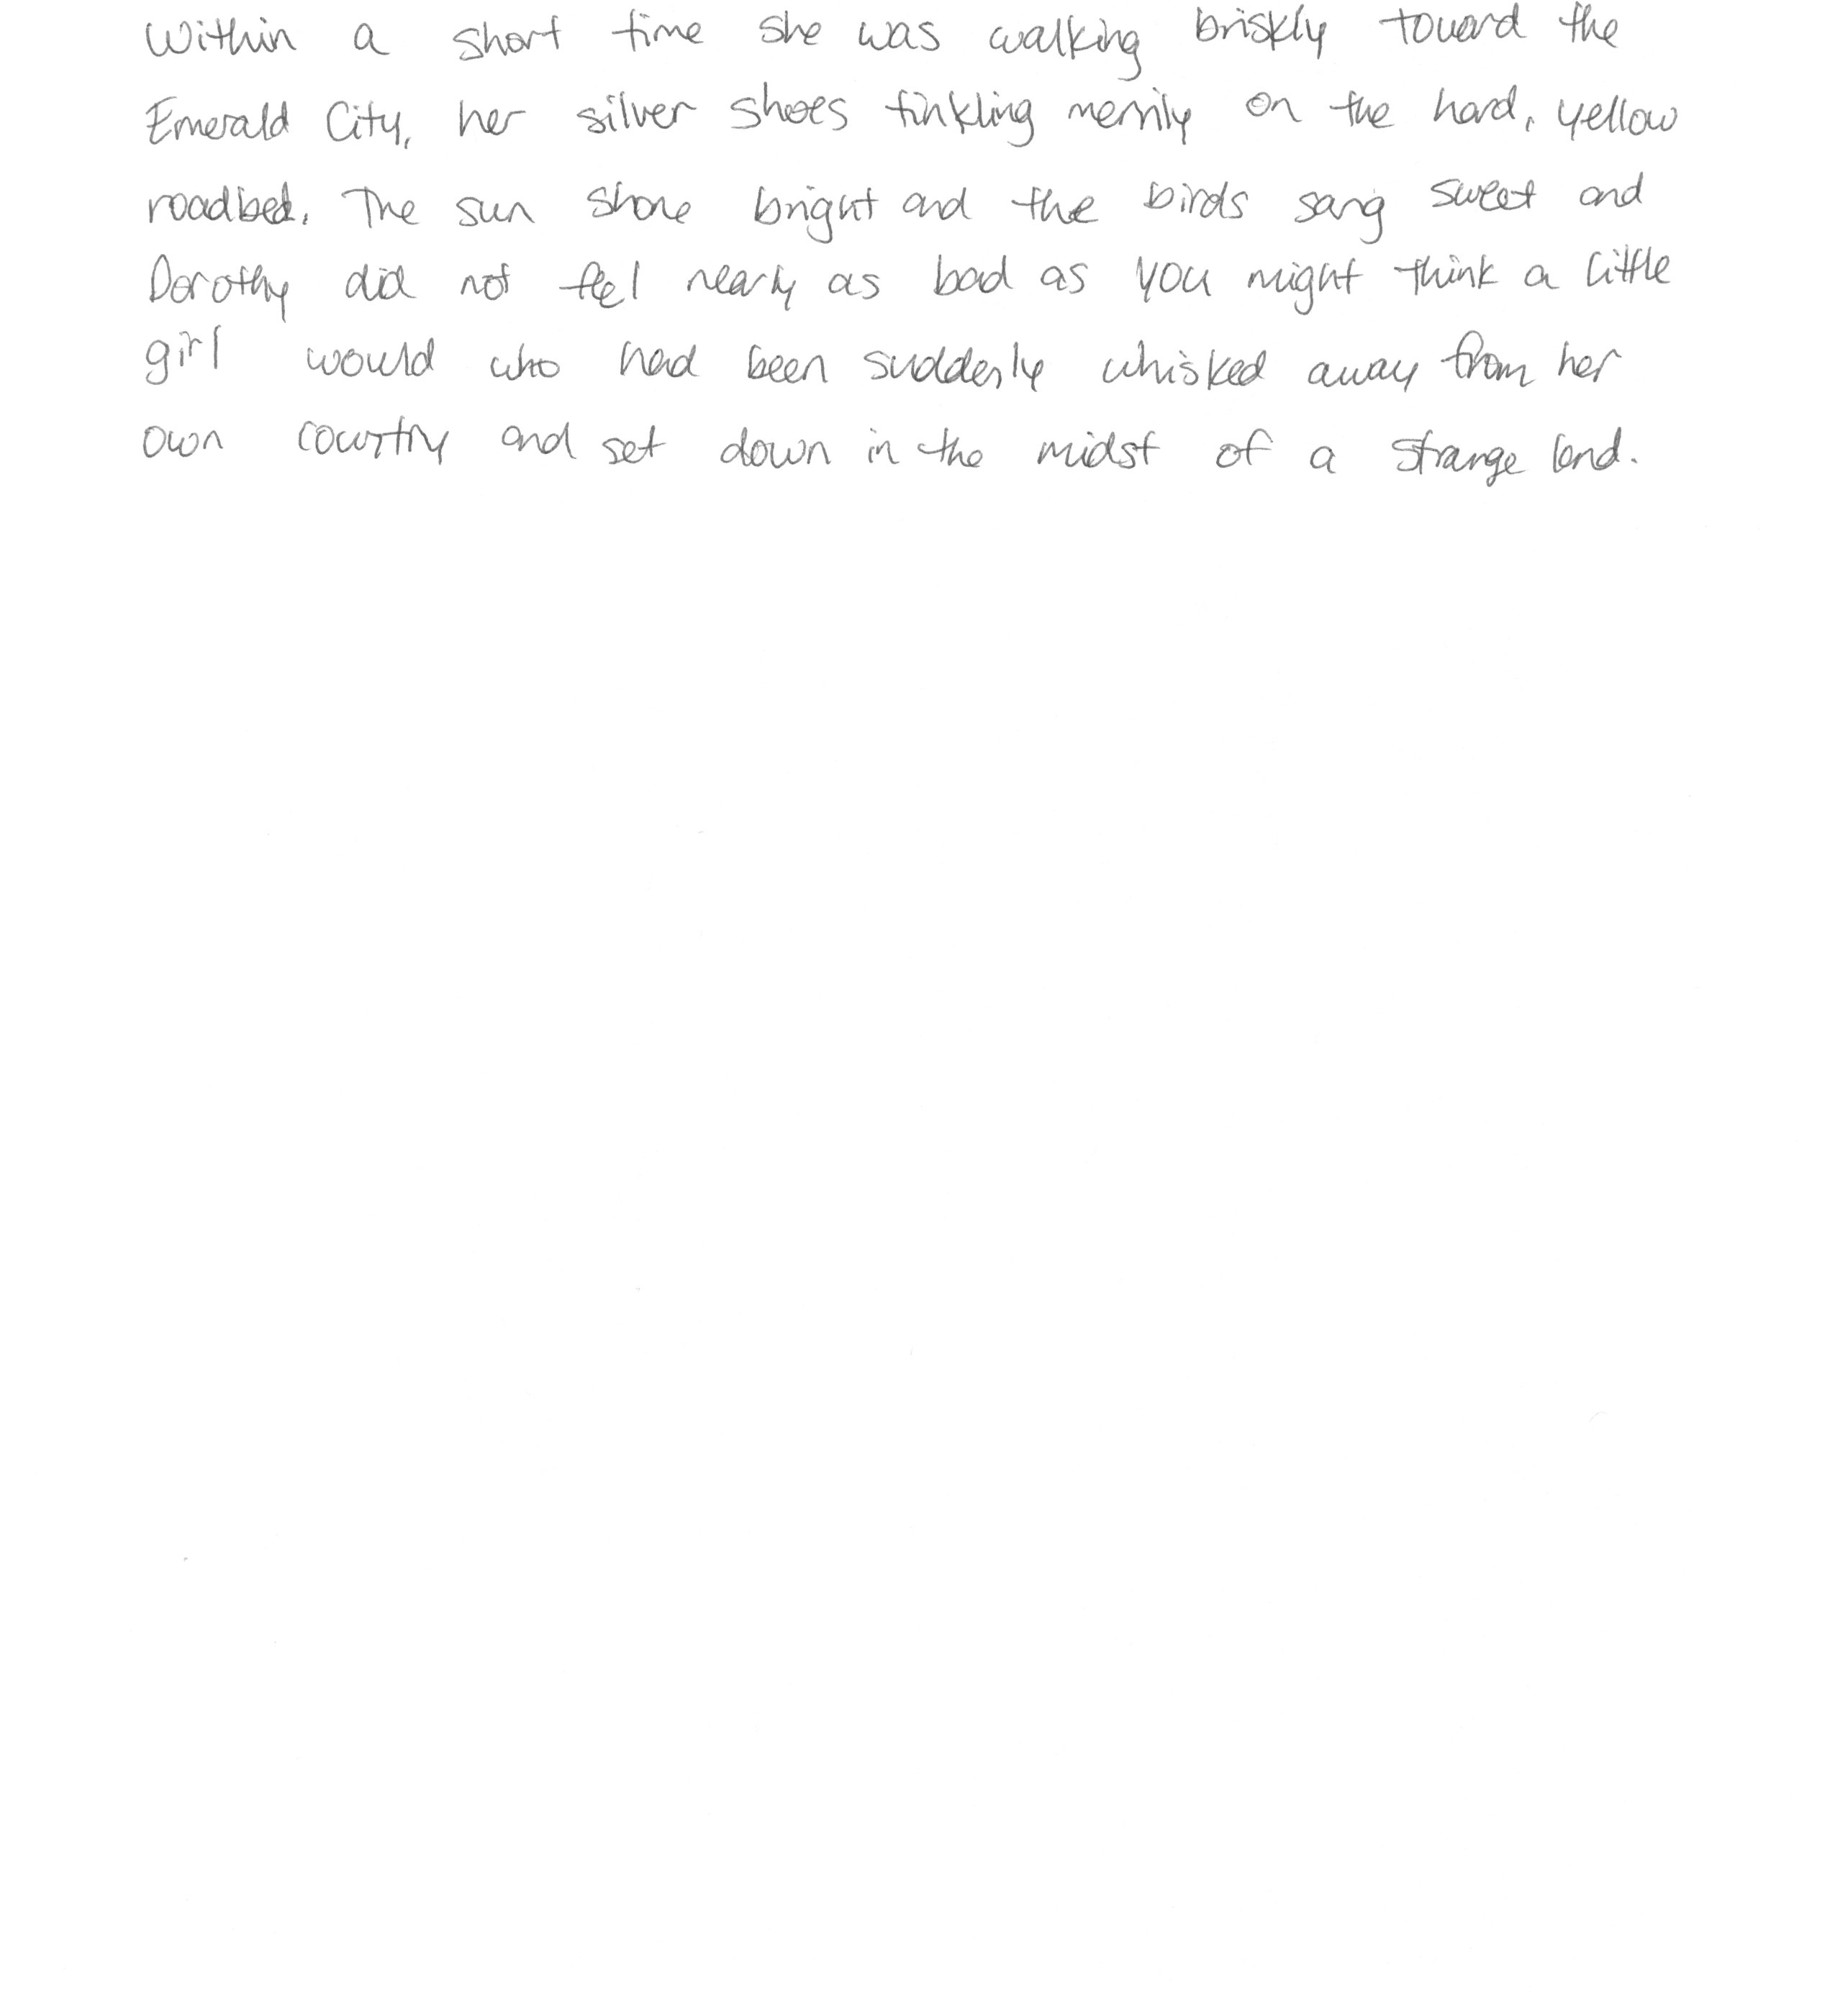 Within a short time she was walking briskly toward the
Emerald City, her silver shoes tinkling merrily on the hard, yellow
roadbed. The sun shone bright and the birds sang sweet and
Dorothy did not feel nearly as bad as you might think a little
girl would who had been suddenly whisked away from her
own country and set down in the midst of a strange land.